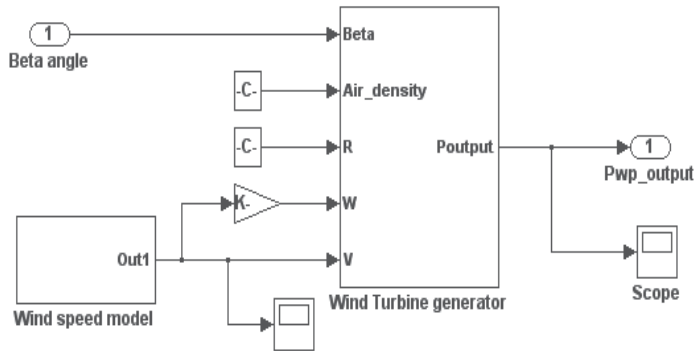 1
Beta angle
Beta
-C-
Air_density
-C-
R
Poutput
1
Pwp_output
K-
W
Out1
V
Wind speed model
Wind Turbine generator
Scope